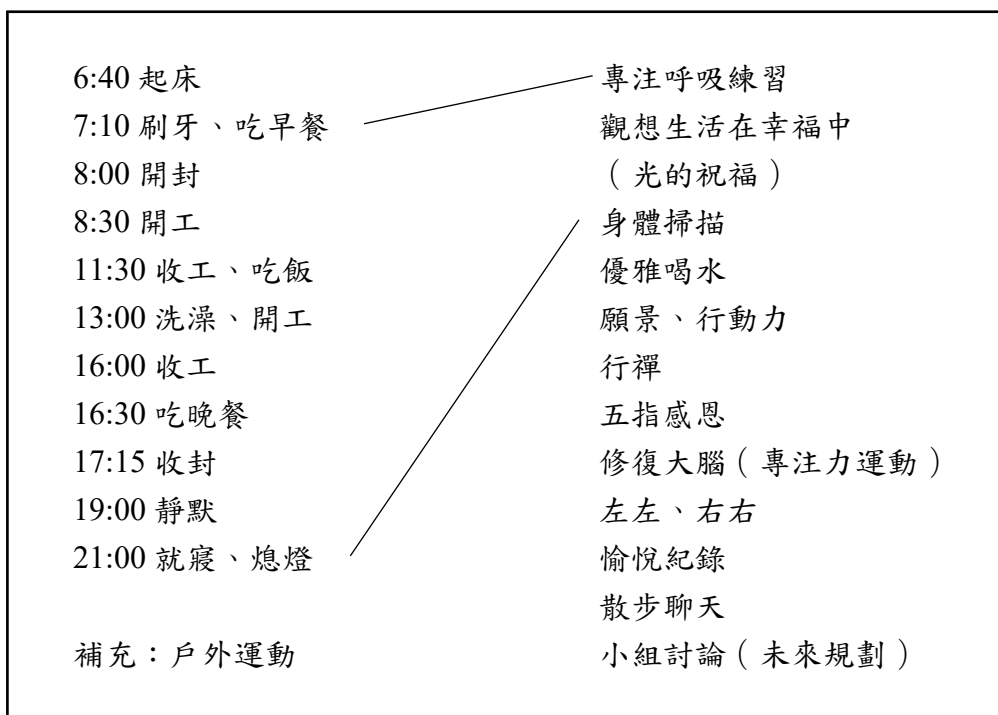 6:40 起床
7:10 刷牙、吃早餐
8:00 開封
8:30 開工
11:30 收工、吃飯
13:00 洗澡、開工
16:00 收工
16:30 吃晚餐
17:15 收封
19:00 靜默
21:00 就寢、熄燈
補充：戶外運動
專注呼吸練習
觀想生活在幸福中
（光的祝福）
身體掃描
優雅喝水
願景、行動力
行禪
五指感恩
修復大腦（專注力運動）
左左、右右
愉悅紀錄
散步聊天
小組討論（未來規劃）